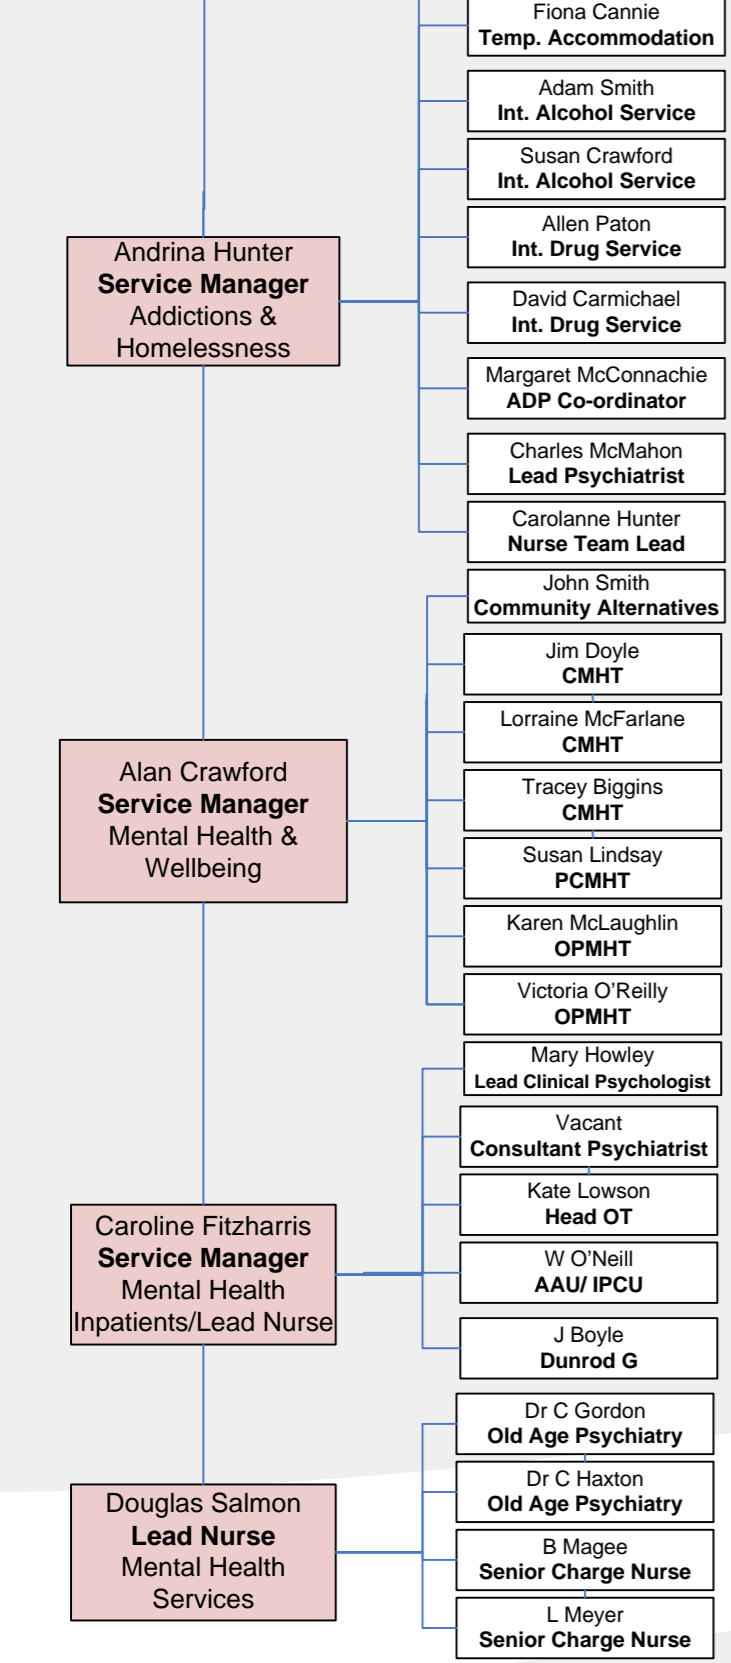 Fiona Cannie
Temp. Accommodation
Adam Smith
Int. Alcohol Service
Susan Crawford
Int. Alcohol Service
Allen Paton
Int. Drug Service
David Carmichael
Int. Drug Service
Margaret McConnachie
ADP Co-ordinator
Charles McMahon
Lead Psychiatrist
Carolanne Hunter
Nurse Team Lead
Andrina Hunter
Service Manager
Addictions &
Homelessness
John Smith
Community Alternatives
Jim Doyle
CMHT
Lorraine McFarlane
CMHT
Tracey Biggins
CMHT
Susan Lindsay
PCMHT
Karen McLaughlin
OPMHT
Victoria O’Reilly
OPMHT
Alan Crawford
Service Manager
Mental Health &
Wellbeing
Mary Howley
Lead Clinical Psychologist
Vacant
Consultant Psychiatrist
Kate Lowson
Head OT
W O’Neill
AAU/ IPCU
J Boyle
Dunrod G
Caroline Fitzharris
Service Manager
Mental Health
Inpatients/Lead Nurse
Dr C Gordon
Old Age Psychiatry
Dr C Haxton
Old Age Psychiatry
B Magee
Senior Charge Nurse
L Meyer
Senior Charge Nurse
Douglas Salmon
Lead Nurse
Mental Health
Services